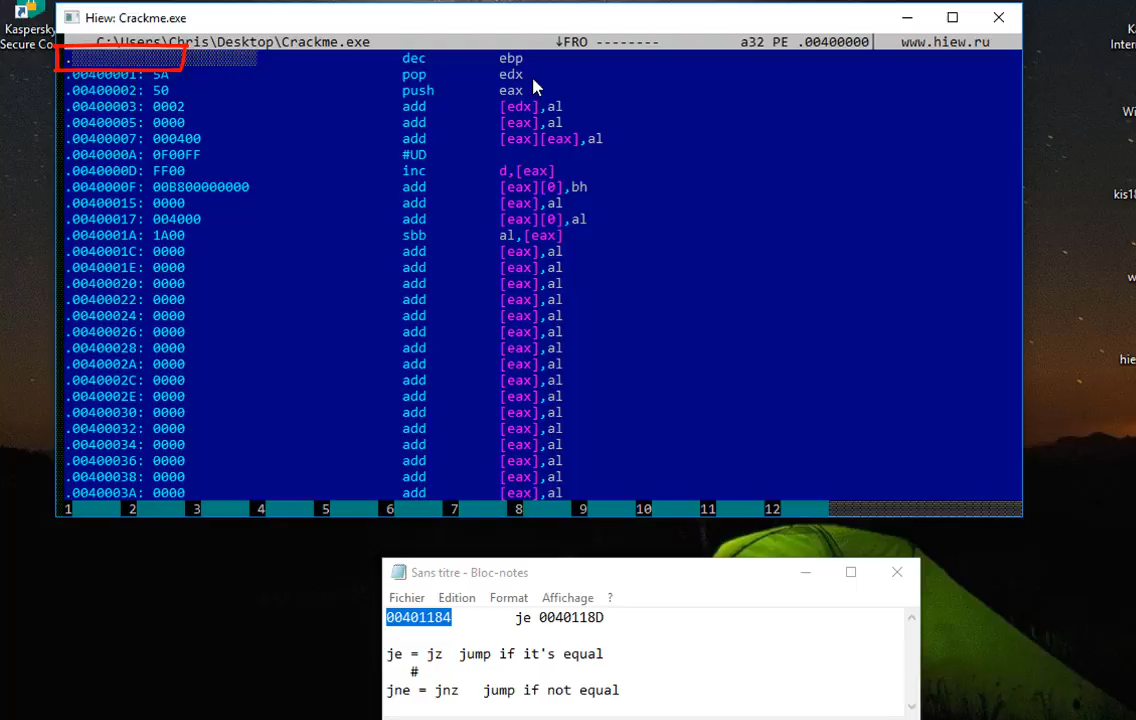 Kaspersky
Secure Co
Hiew: Crackme.exe
C:\Users\Chris\Desktop\Crackme.exe ↓FRO -------- a32 PE .00400000 www.hiew.ru
. dec ebp
.00400001: 5A pop edx
.00400002: 50 push eax
.00400003: 0002 add [edx],al
.00400005: 0000 add [eax],al
.00400007: 000400 add [eax][eax],al
.0040000A: 0F00FF #UD
.0040000D: FF00 inc d,[eax]
.0040000F: 00B800000000 add [eax][0],bh
.00400015: 0000 add [eax],al
.00400017: 004000 add [eax][0],al
.0040001A: 1A00 sbb al,[eax]
.0040001C: 0000 add [eax],al
.0040001E: 0000 add [eax],al
.00400020: 0000 add [eax],al
.00400022: 0000 add [eax],al
.00400024: 0000 add [eax],al
.00400026: 0000 add [eax],al
.00400028: 0000 add [eax],al
.0040002A: 0000 add [eax],al
.0040002C: 0000 add [eax],al
.0040002E: 0000 add [eax],al
.00400030: 0000 add [eax],al
.00400032: 0000 add [eax],al
.00400034: 0000 add [eax],al
.00400036: 0000 add [eax],al
.00400038: 0000 add [eax],al
.0040003A: 0000 add [eax],al
1 2 3 4 5 6 7 8 9 10 11 12
Ka
Inter
Wi
kis18
w
hie
Sans titre - Bloc-notes
Fichier Edition Format Affichage ?
00401184 je 0040118D
je = jz jump if it's equal
#
jne = jnz jump if not equal